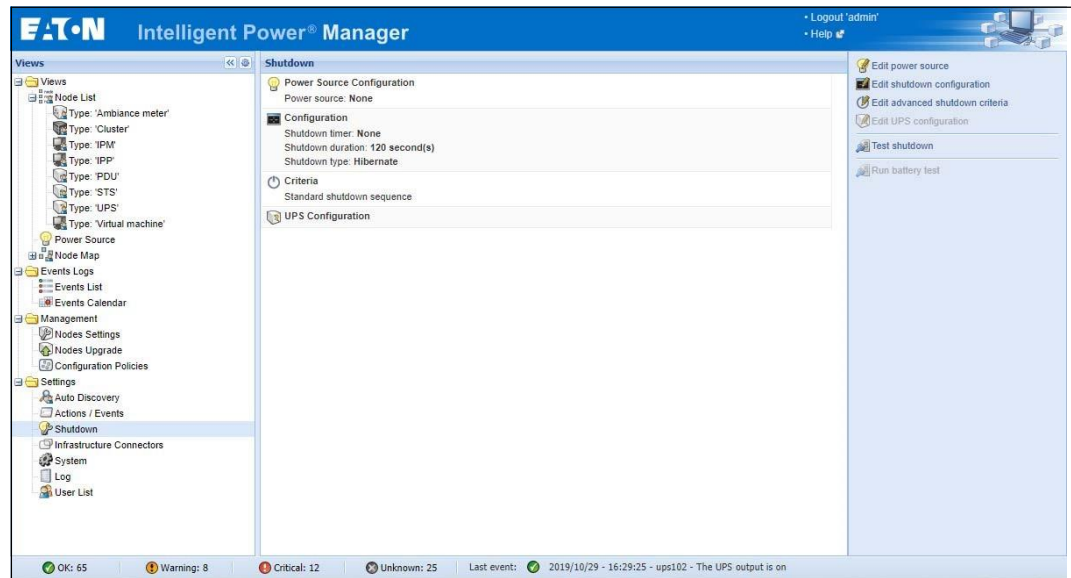 EATON Intelligent Power® Manager
• Logout 'admin'
• Help
Views
Views
Node List
Type: 'Ambiance meter'
Type: 'Cluster'
Type: 'IPM'
Type: 'IPP'
Type: 'PDU'
Type: 'STS'
Type: 'UPS'
Type: 'Virtual machine'
Power Source
Node Map
Events Logs
Events List
Events Calendar
Management
Nodes Settings
Nodes Upgrade
Configuration Policies
Settings
Auto Discovery
Actions / Events
Shutdown
Infrastructure Connectors
System
Log
User List
Shutdown
Power Source Configuration
Power source: None
Configuration
Shutdown timer: None
Shutdown duration: 120 second(s)
Shutdown type: Hibernate
Criteria
Standard shutdown sequence
UPS Configuration
Edit power source
Edit shutdown configuration
Edit advanced shutdown criteria
Edit UPS configuration
Test shutdown
Run battery test
OK: 65 Warning: 8 Critical: 12 Unknown: 25 Last event: 2019/10/29 - 16:29:25 - ups102 - The UPS output is on